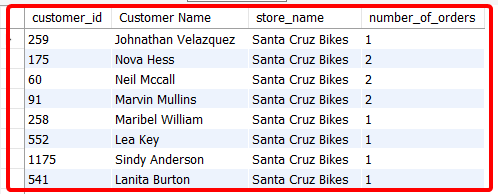 customer_id Customer Name store_name number_of_orders
259 Johnathan Velazquez Santa Cruz Bikes 1
175 Nova Hess Santa Cruz Bikes 2
60 Neil Mccall Santa Cruz Bikes 2
91 Marvin Mullins Santa Cruz Bikes 2
258 Maribel William Santa Cruz Bikes 1
552 Lea Key Santa Cruz Bikes 1
1175 Sindy Anderson Santa Cruz Bikes 1
541 Lanita Burton Santa Cruz Bikes 1